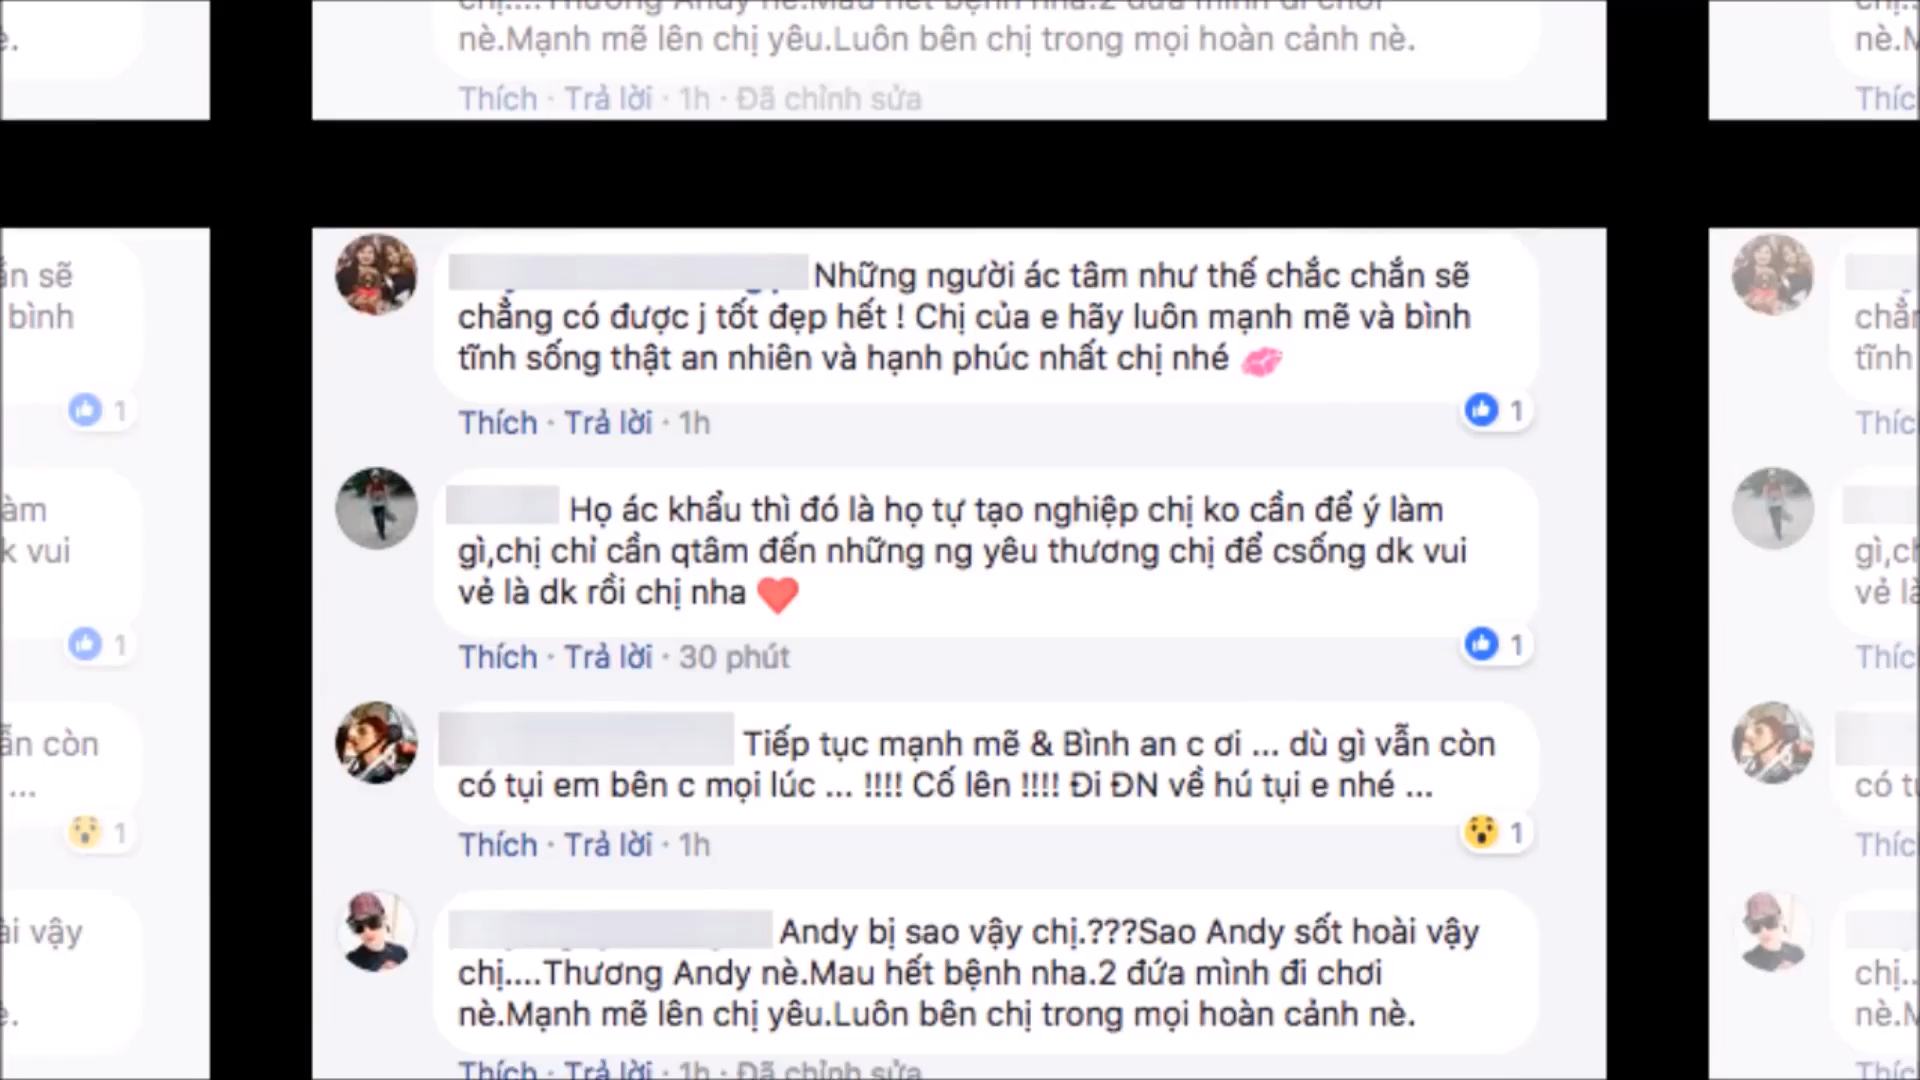 nè.Mạnh mẽ lên chị yêu.Luôn bên chị trong mọi hoàn cảnh nè.
Thích · Trả lời · 1h · Đã chỉnh sửa
Những người ác tâm như thế chắc chắn sẽ
chẳng có được j tốt đẹp hết ! Chị của e hãy luôn mạnh mẽ và bình
tĩnh sống thật an nhiên và hạnh phúc nhất chị nhé 💋
Thích · Trả lời · 1h
1
Họ ác khẩu thì đó là họ tự tạo nghiệp chị ko cần để ý làm
gì,chị chỉ cần qtâm đến những ng yêu thương chị để csống dk vui
vẻ là dk rồi chị nha ❤
Thích · Trả lời · 30 phút
1
Tiếp tục mạnh mẽ & Bình an c ơi ... dù gì vẫn còn
có tụi em bên c mọi lúc ... !!!! Cố lên !!!! Đi ĐN về hú tụi e nhé ...
Thích · Trả lời · 1h
1
Andy bị sao vậy chị.???Sao Andy sốt hoài vậy
chị....Thương Andy nè.Mau hết bệnh nha.2 đứa mình đi chơi
nè.Mạnh mẽ lên chị yêu.Luôn bên chị trong mọi hoàn cảnh nè.
Thích · Trả lời · 1h · Đã chỉnh sửa